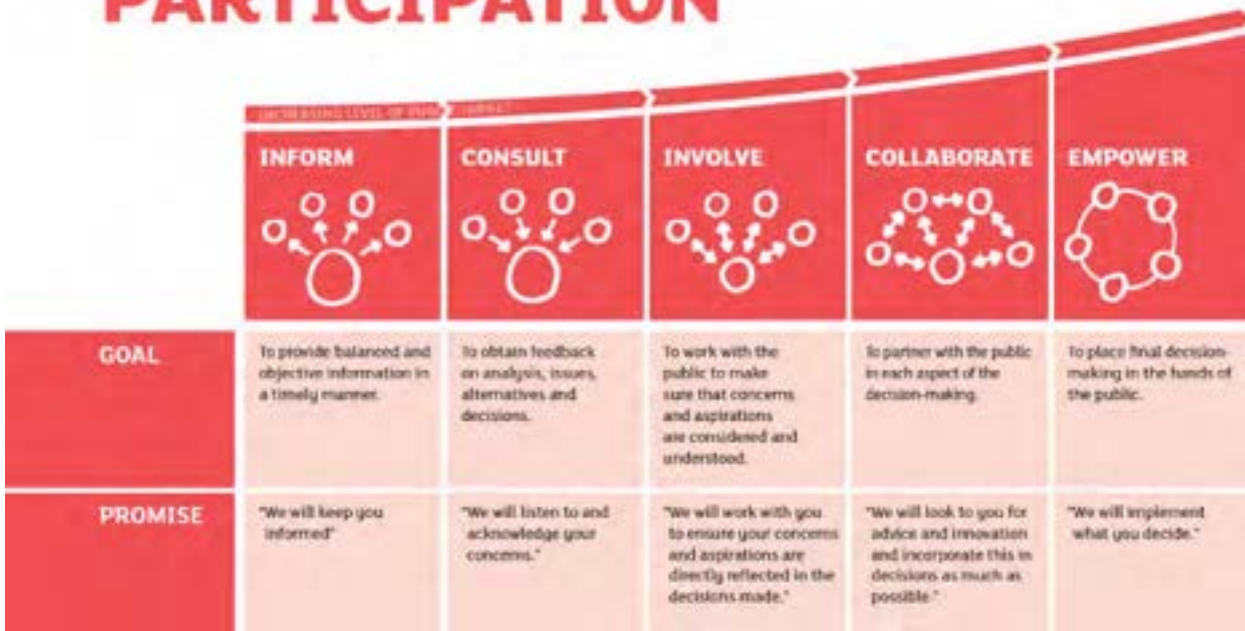 PARTICIPATION
INCREASING LEVEL OF PUBLIC IMPACT
INFORM
CONSULT
INVOLVE
COLLABORATE
EMPOWER
GOAL
To provide balanced and
objective information in
a timely manner.
To obtain feedback
on analysis, issues,
alternatives and
decisions.
To work with the
public to make
sure that concerns
and aspirations
are considered and
understood.
To partner with the public
in each aspect of the
decision-making.
To place final decision-
making in the hands of
the public.
PROMISE
"We will keep you
informed"
"We will listen to and
acknowledge your
concerns."
"We will work with you
to ensure your concerns
and aspirations are
directly reflected in the
decisions made."
"We will look to you for
advice and innovation
and incorporate this in
decisions as much as
possible."
"We will implement
what you decide."